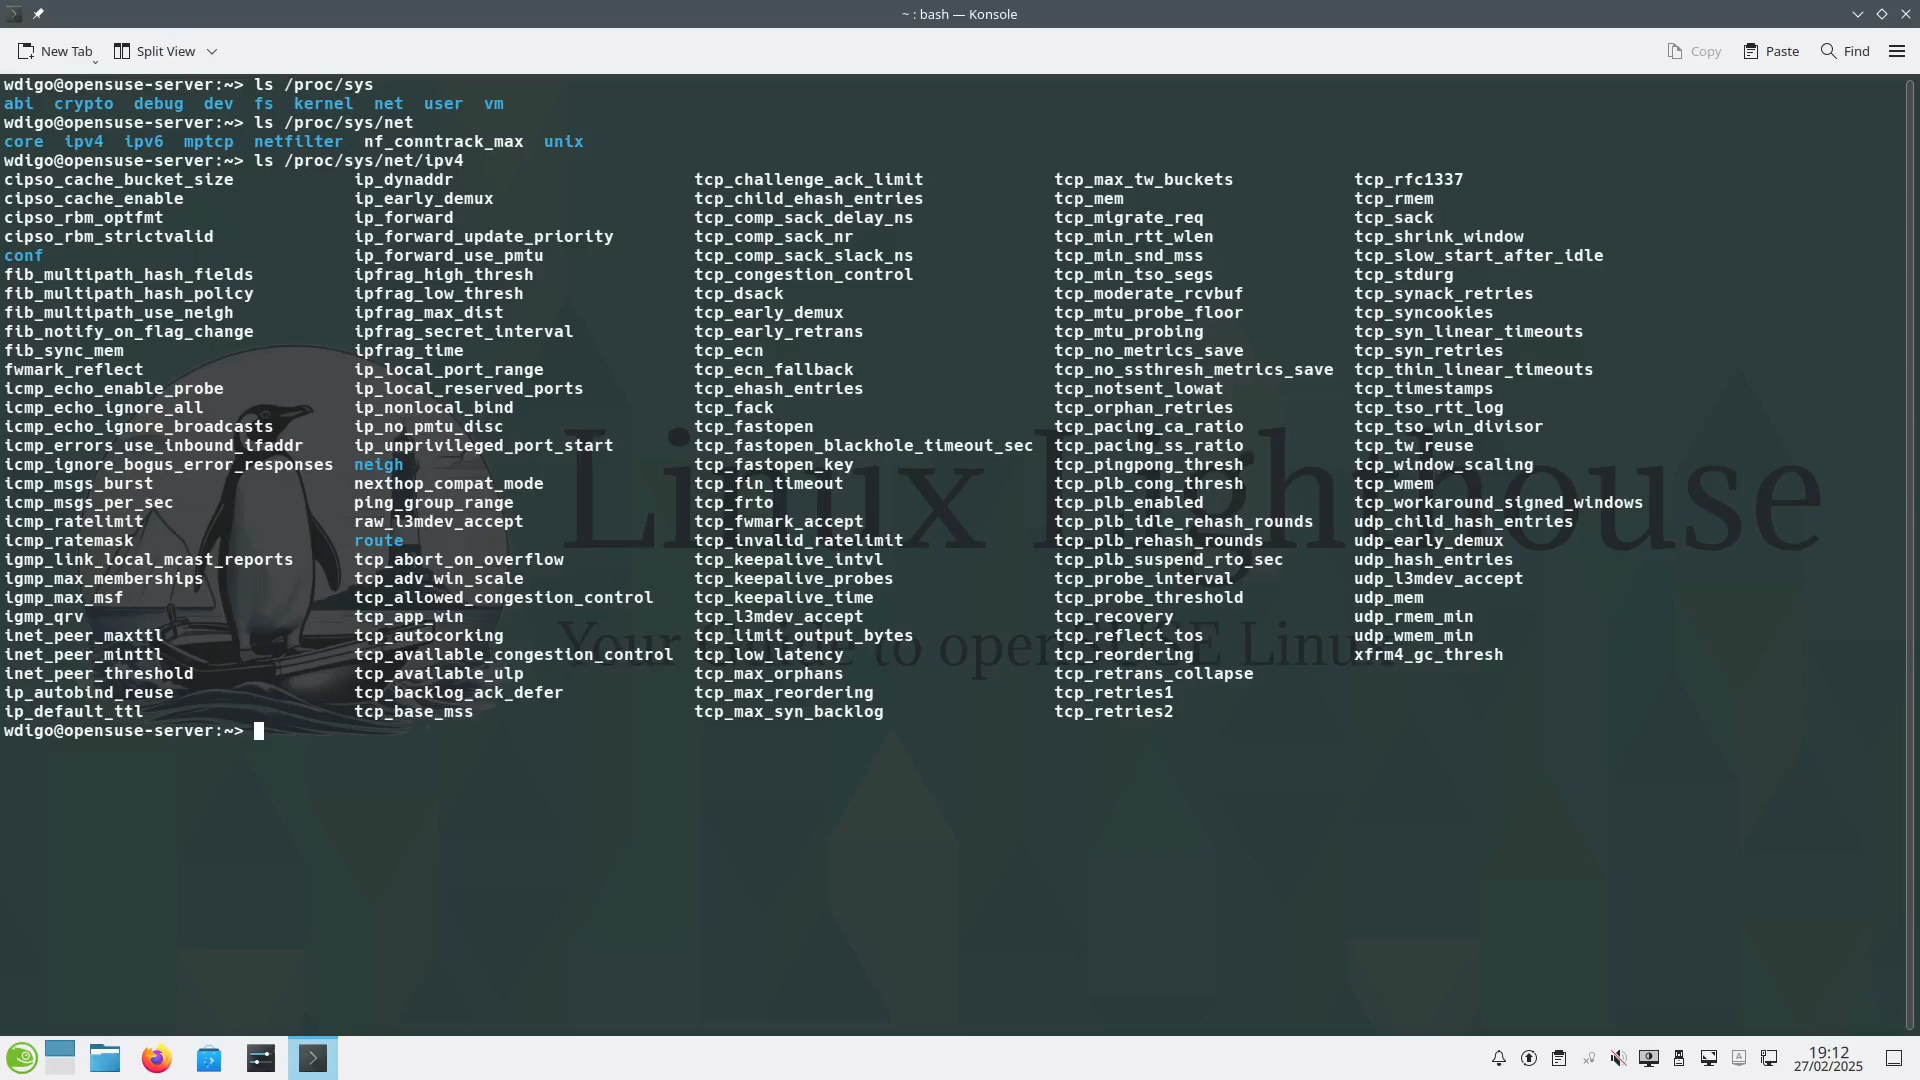 ~ : bash — Konsole
New Tab Split View Copy Paste Find
wdigo@opensuse-server:~> ls /proc/sys
abi crypto debug dev fs kernel net user vm
wdigo@opensuse-server:~> ls /proc/sys/net
core ipv4 ipv6 mptcp netfilter nf_conntrack_max unix
wdigo@opensuse-server:~> ls /proc/sys/net/ipv4
cipso_cache_bucket_size ip_dynaddr tcp_challenge_ack_limit tcp_max_tw_buckets tcp_rfc1337
cipso_cache_enable ip_early_demux tcp_child_ehash_entries tcp_mem tcp_rmem
cipso_rbm_optfmt ip_forward tcp_comp_sack_delay_ns tcp_migrate_req tcp_sack
cipso_rbm_strictvalid ip_forward_update_priority tcp_comp_sack_nr tcp_min_rtt_wlen tcp_shrink_window
conf ip_forward_use_pmtu tcp_comp_sack_slack_ns tcp_min_snd_mss tcp_slow_start_after_idle
fib_multipath_hash_fields ipfrag_high_thresh tcp_congestion_control tcp_min_tso_segs tcp_stdurg
fib_multipath_hash_policy ipfrag_low_thresh tcp_dsack tcp_moderate_rcvbuf tcp_synack_retries
fib_multipath_use_neigh ipfrag_max_dist tcp_early_demux tcp_mtu_probe_floor tcp_syncookies
fib_notify_on_flag_change ipfrag_secret_interval tcp_early_retrans tcp_mtu_probing tcp_syn_linear_timeouts
fib_sync_mem ipfrag_time tcp_ecn tcp_no_metrics_save tcp_syn_retries
fwmark_reflect ip_local_port_range tcp_ecn_fallback tcp_no_ssthresh_metrics_save tcp_thin_linear_timeouts
icmp_echo_enable_probe ip_local_reserved_ports tcp_ehash_entries tcp_notsent_lowat tcp_timestamps
icmp_echo_ignore_all ip_nonlocal_bind tcp_fack tcp_orphan_retries tcp_tso_rtt_log
icmp_echo_ignore_broadcasts ip_no_pmtu_disc tcp_fastopen tcp_pacing_ca_ratio tcp_tso_win_divisor
icmp_errors_use_inbound_ifaddr ip_unprivileged_port_start tcp_fastopen_blackhole_timeout_sec tcp_pacing_ss_ratio tcp_tw_reuse
icmp_ignore_bogus_error_responses neigh tcp_fastopen_key tcp_pingpong_thresh tcp_window_scaling
icmp_msgs_burst nexthop_compat_mode tcp_fin_timeout tcp_plb_cong_thresh tcp_wmem
icmp_msgs_per_sec ping_group_range tcp_frto tcp_plb_enabled tcp_workaround_signed_windows
icmp_ratelimit raw_l3mdev_accept tcp_fwmark_accept tcp_plb_idle_rehash_rounds udp_child_hash_entries
icmp_ratemask route tcp_invalid_ratelimit tcp_plb_rehash_rounds udp_early_demux
igmp_link_local_mcast_reports tcp_abort_on_overflow tcp_keepalive_intvl tcp_plb_suspend_rto_sec udp_hash_entries
igmp_max_memberships tcp_adv_win_scale tcp_keepalive_probes tcp_probe_interval udp_l3mdev_accept
igmp_max_msf tcp_allowed_congestion_control tcp_keepalive_time tcp_probe_threshold udp_mem
igmp_qrv tcp_app_win tcp_l3mdev_accept tcp_recovery udp_rmem_min
inet_peer_maxttl tcp_autocorking tcp_limit_output_bytes tcp_reflect_tos udp_wmem_min
inet_peer_minttl tcp_available_congestion_control tcp_low_latency tcp_reordering xfrm4_gc_thresh
inet_peer_threshold tcp_available_ulp tcp_max_orphans tcp_retrans_collapse
ip_autobind_reuse tcp_backlog_ack_defer tcp_max_reordering tcp_retries1
ip_default_ttl tcp_base_mss tcp_max_syn_backlog tcp_retries2
wdigo@opensuse-server:~>
Linux Lighthouse
Your Guide to openSUSE Linux
19:12
27/02/2025